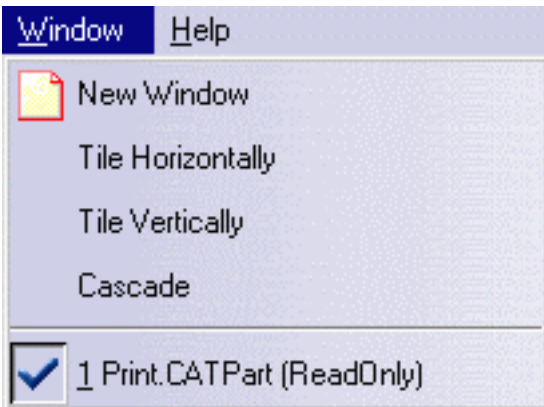 Window Help
New Window
Tile Horizontally
Tile Vertically
Cascade
1 Print.CATPart (ReadOnly)